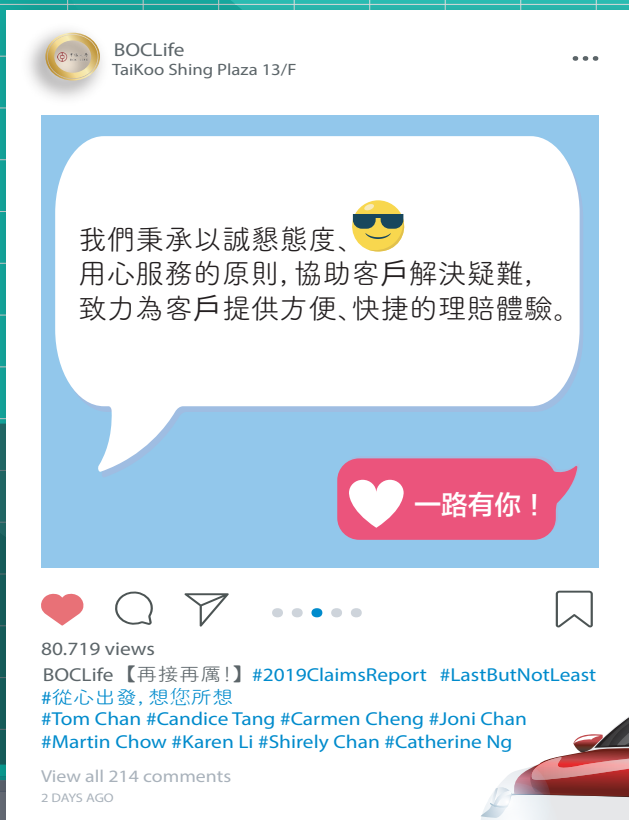 BOCLife
TaiKoo Shing Plaza 13/F
我們秉承以誠懇態度、
用心服務的原則，協助客戶解決疑難，
致力為客戶提供方便、快捷的理賠體驗。
一路有你！
80.719 views
BOCLife【再接再厲！】#2019ClaimsReport #LastButNotLeast
#從心出發，想您所想
#Tom Chan #Candice Tang #Carmen Cheng #Joni Chan
#Martin Chow #Karen Li #Shirely Chan #Catherine Ng
View all 214 comments
2 DAYS AGO